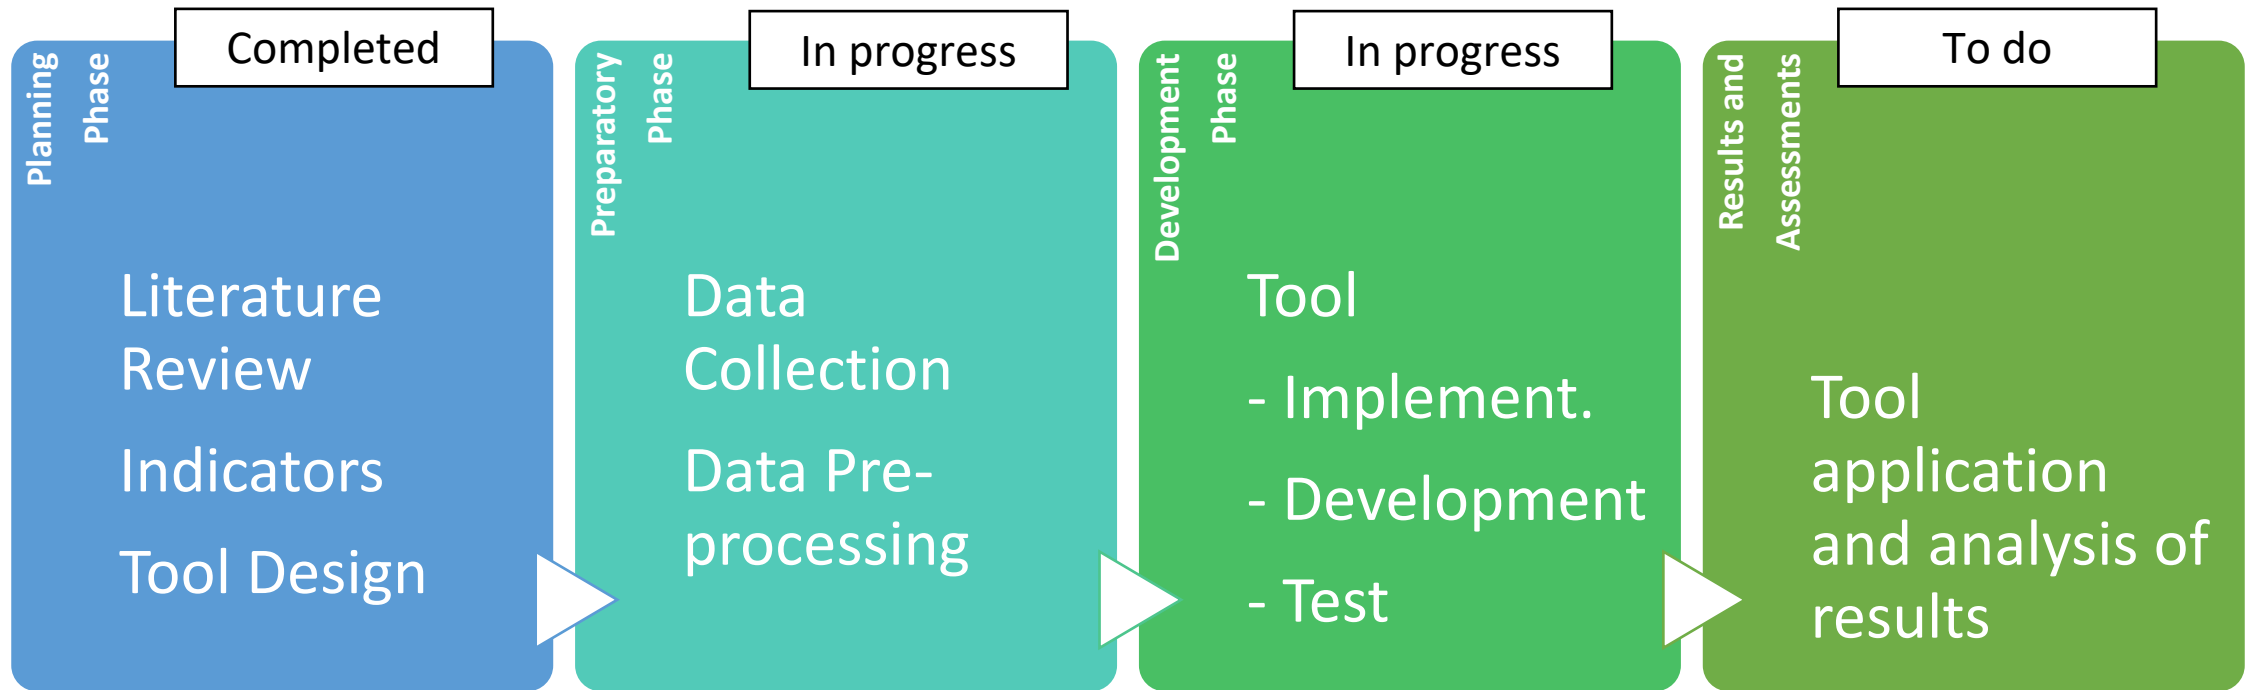 Completed
Planning
Phase
Literature
Review
Indicators
Tool Design
In progress
Preparatory
Phase
Data
Collection
Data Pre-
processing
In progress
Development
Phase
Tool
- Implement.
- Development
- Test
To do
Results and
Assessments
Tool
application
and analysis of
results